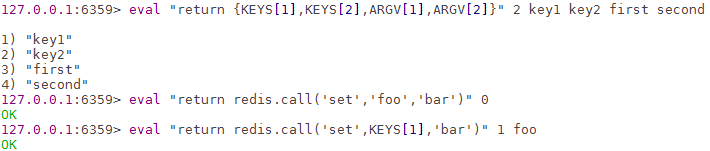 127.0.0.1:6359> eval "return {KEYS[1],KEYS[2],ARGV[1],ARGV[2]}" 2 key1 key2 first second
1) "key1"
2) "key2"
3) "first"
4) "second"
127.0.0.1:6359> eval "return redis.call('set','foo','bar')" 0
OK
127.0.0.1:6359> eval "return redis.call('set',KEYS[1],'bar')" 1 foo
OK